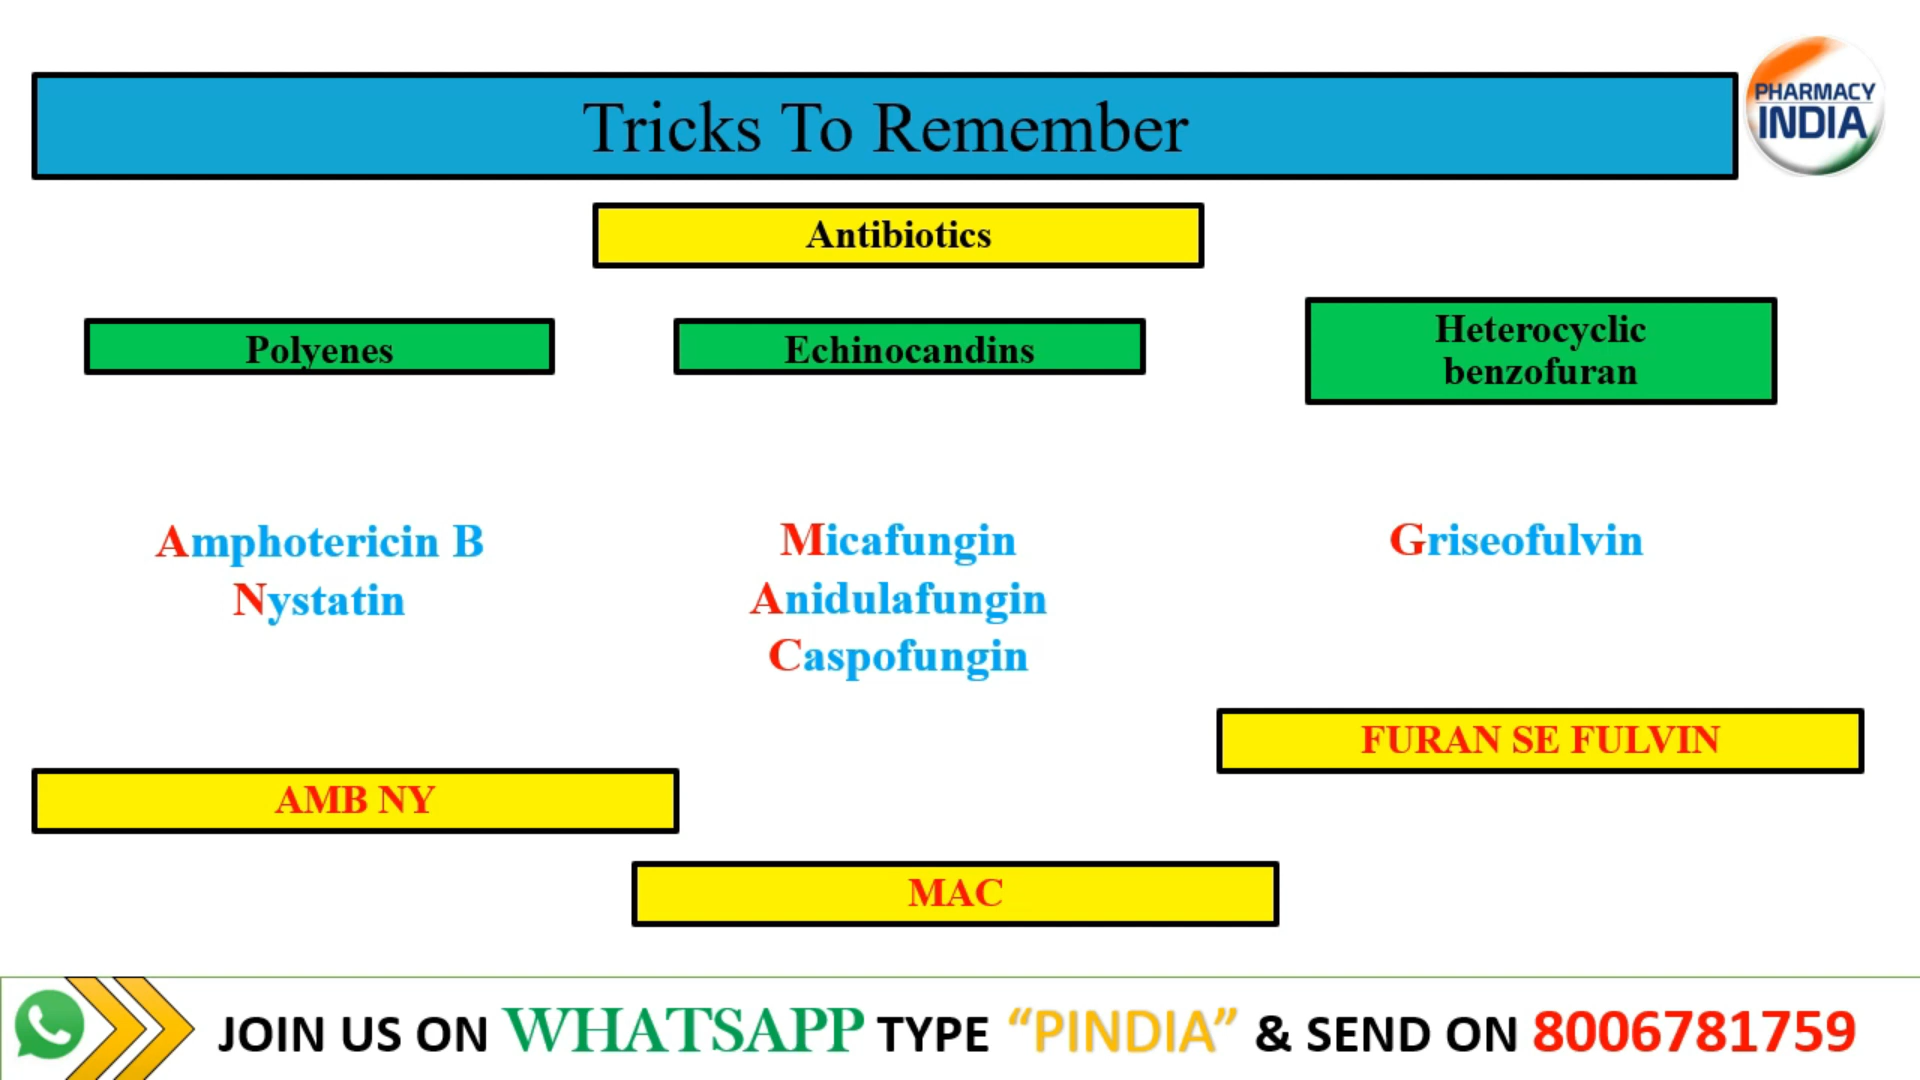 Tricks To Remember
PHARMACY
INDIA
Antibiotics
Polyenes
Echinocandins
Heterocyclic
benzofuran
Amphotericin B
Nystatin
Micafungin
Anidulafungin
Caspofungin
Griseofulvin
FURAN SE FULVIN
AMB NY
MAC
JOIN US ON WHATSAPP TYPE “PINDIA” & SEND ON 8006781759